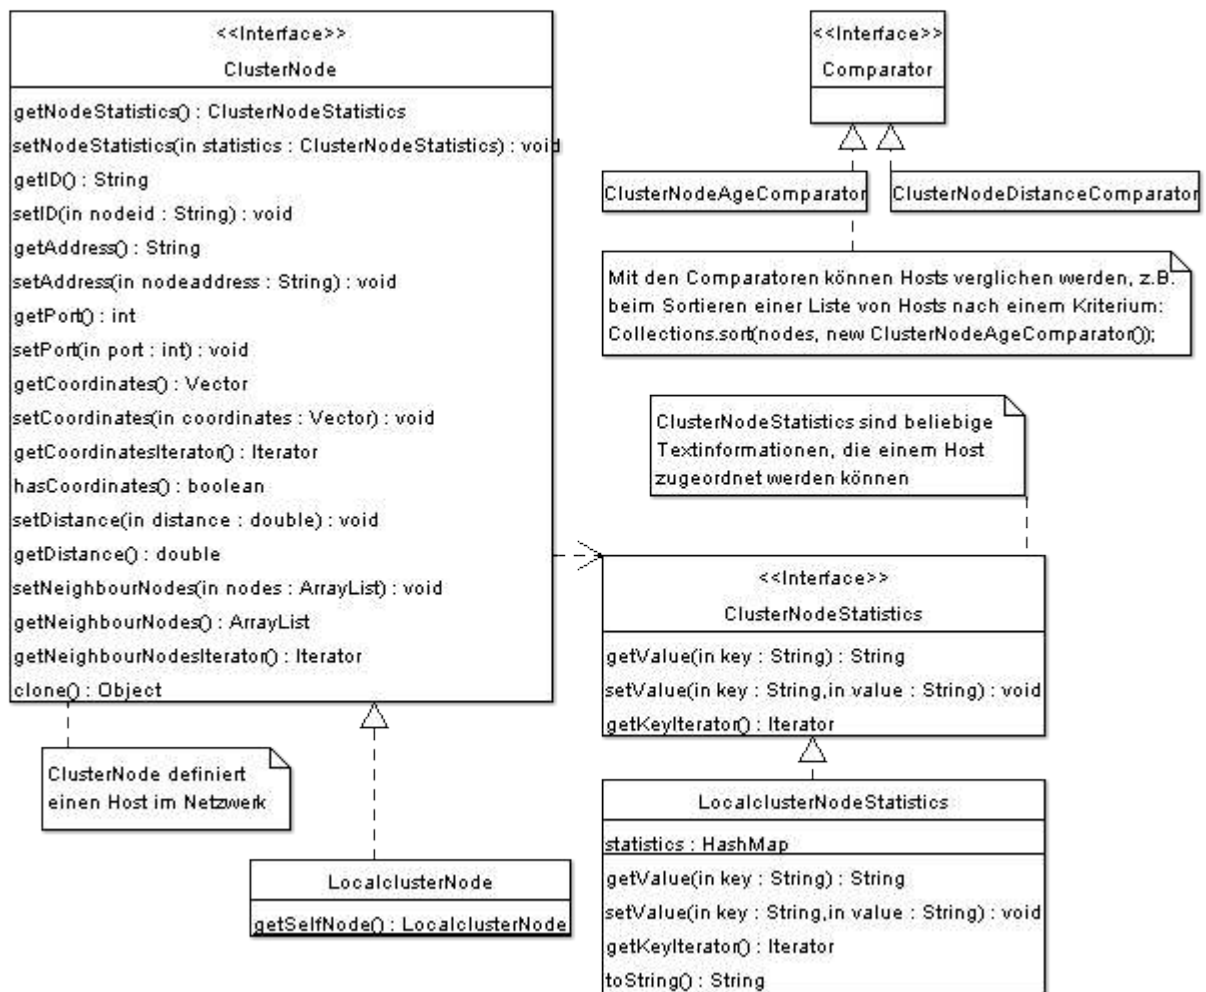 <<Interface>>
ClusterNode
getNodeStatistics() : ClusterNodeStatistics
setNodeStatistics(in statistics : ClusterNodeStatistics) : void
getID() : String
setID(in nodeid : String) : void
getAddress() : String
setAddress(in nodeaddress : String) : void
getPort() : int
setPort(in port : int) : void
getCoordinates() : Vector
setCoordinates(in coordinates : Vector) : void
getCoordinatesIterator() : Iterator
hasCoordinates() : boolean
setDistance(in distance : double) : void
getDistance() : double
setNeighbourNodes(in nodes : ArrayList) : void
getNeighbourNodes() : ArrayList
getNeighbourNodesIterator() : Iterator
clone() : Object
ClusterNode definiert
einen Host im Netzwerk
LocalclusterNode
getSelfNode() : LocalclusterNode
<<Interface>>
Comparator
ClusterNodeAgeComparator
ClusterNodeDistanceComparator
Mit den Comparatoren können Hosts verglichen werden, z.B.
beim Sortieren einer Liste von Hosts nach einem Kriterium:
Collections.sort(nodes, new ClusterNodeAgeComparator());
ClusterNodeStatistics sind beliebige
Textinformationen, die einem Host
zugeordnet werden können
<<Interface>>
ClusterNodeStatistics
getValue(in key : String) : String
setValue(in key : String,in value : String) : void
getKeyIterator() : Iterator
LocalclusterNodeStatistics
statistics : HashMap
getValue(in key : String) : String
setValue(in key : String,in value : String) : void
getKeyIterator() : Iterator
toString() : String